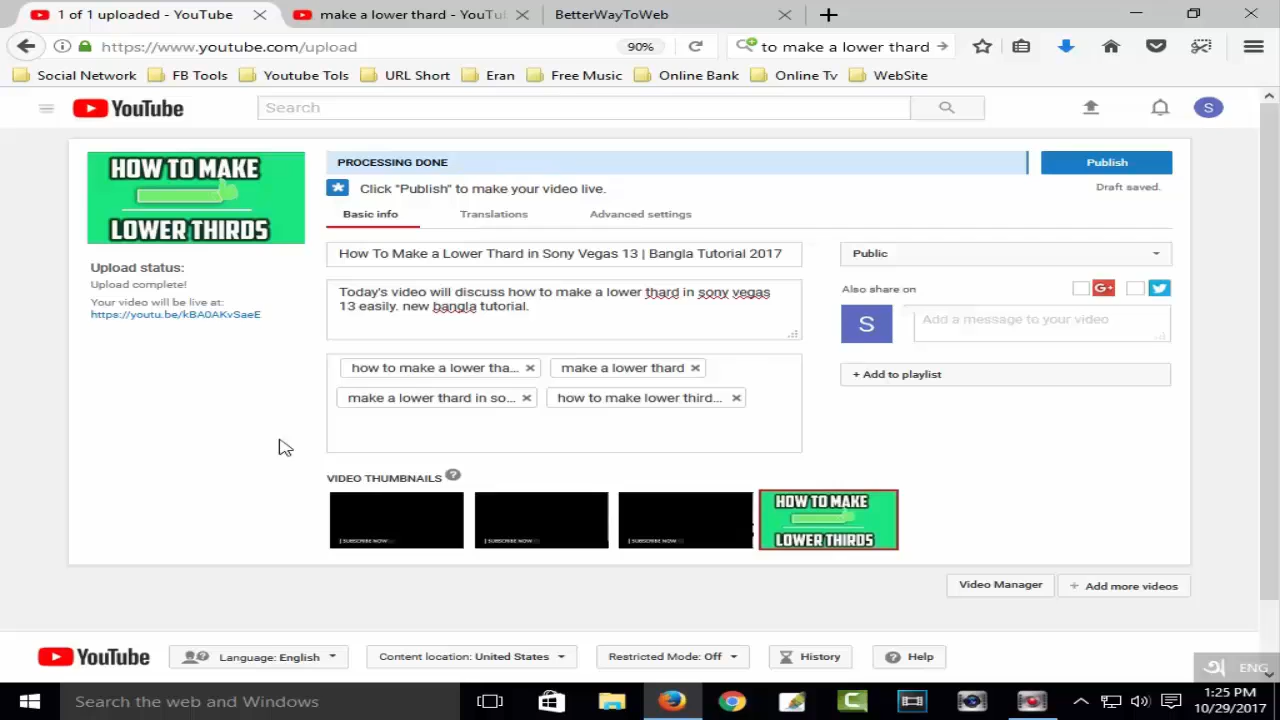 1 of 1 uploaded - YouTube
make a lower thard - YouTu
BetterWayToWeb
https://www.youtube.com/upload
90%
to make a lower thard
Social Network
FB Tools
Youtube Tols
URL Short
Eran
Free Music
Online Bank
Online Tv
WebSite
YouTube
Search
S
HOW TO MAKE
LOWER THIRDS
PROCESSING DONE
Publish
Click "Publish" to make your video live.
Draft saved.
Basic info
Translations
Advanced settings
Upload status:
Upload complete!
Your video will be live at:
https://youtu.be/kBA0AKvSaeE
How To Make a Lower Thard in Sony Vegas 13 | Bangla Tutorial 2017
Today's video will discuss how to make a lower thard in sony vegas
13 easily. new bangla tutorial.
how to make a lower tha...
make a lower thard
make a lower thard in so...
how to make lower third...
Public
Also share on
G+
S
Add a message to your video
+ Add to playlist
VIDEO THUMBNAILS ?
| SUBSCRIBE NOW
| SUBSCRIBE NOW
| SUBSCRIBE NOW
HOW TO MAKE
LOWER THIRDS
Video Manager
+ Add more videos
YouTube
Language: English
Content location: United States
Restricted Mode: Off
History
Help
ENG
Search the web and Windows
1:25 PM
10/29/2017